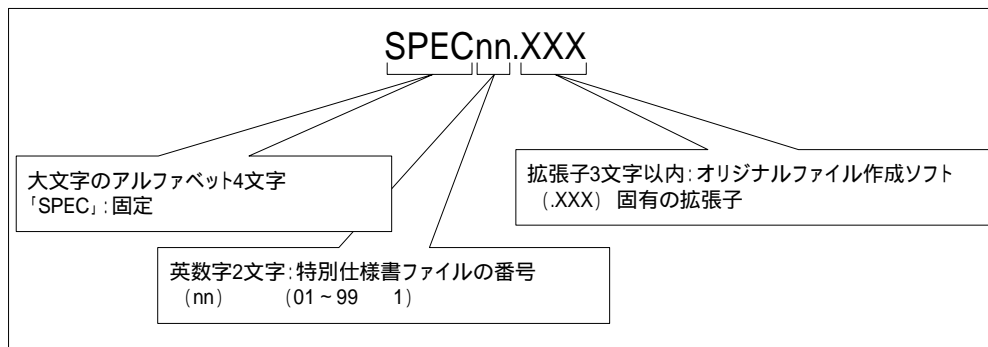 SPECnn.XXX
大文字のアルファベット4文字
「SPEC」:固定
拡張子3文字以内:オリジナルファイル作成ソフト
(.XXX) 固有の拡張子
英数字2文字:特別仕様書ファイルの番号
(nn) (01~99 1)